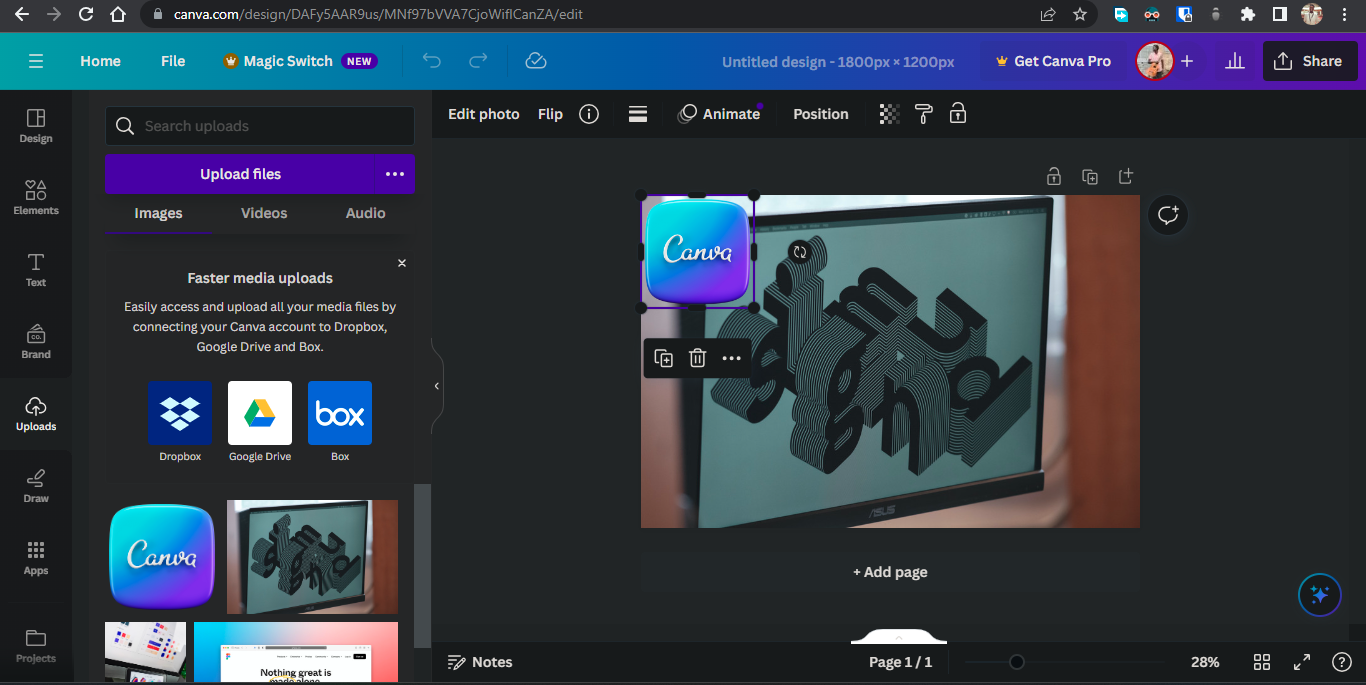 canva.com/design/DAFy5AAR9us/MNf97bVVA7CjoWiflCanZA/edit
Home File Magic Switch NEW Untitled design - 1800px × 1200px Get Canva Pro + Share
Design
Elements
Text
CO.
Brand
Uploads
Draw
Apps
Projects
Search uploads
Upload files
Images Videos Audio
Faster media uploads
Easily access and upload all your media files by
connecting your Canva account to Dropbox,
Google Drive and Box.
box
Dropbox Google Drive Box
Canva
Nothing great is
made alone
Edit photo Flip Animate Position
Canva
ASUS
+ Add page
Notes Page 1 / 1 28%